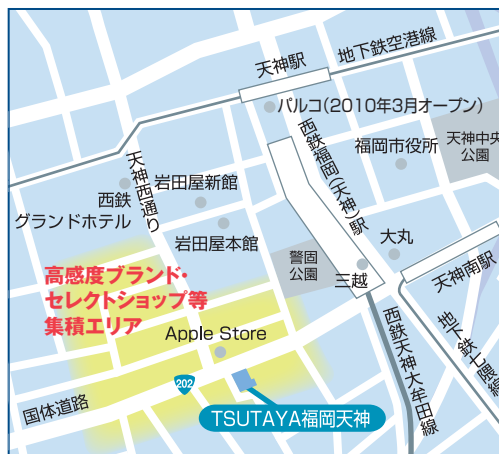 天神駅
地下鉄空港線
パルコ(2010年3月オープン)
西鉄福岡(天神)駅
福岡市役所
天神中央
公園
天神西通り
西鉄
グランドホテル
岩田屋新館
岩田屋本館
大丸
警固
公園
三越
天神南駅
高感度ブランド・
セレクトショップ等
集積エリア
Apple Store
西鉄天神大牟田線
地下鉄七隈線
202
国体道路
TSUTAYA福岡天神